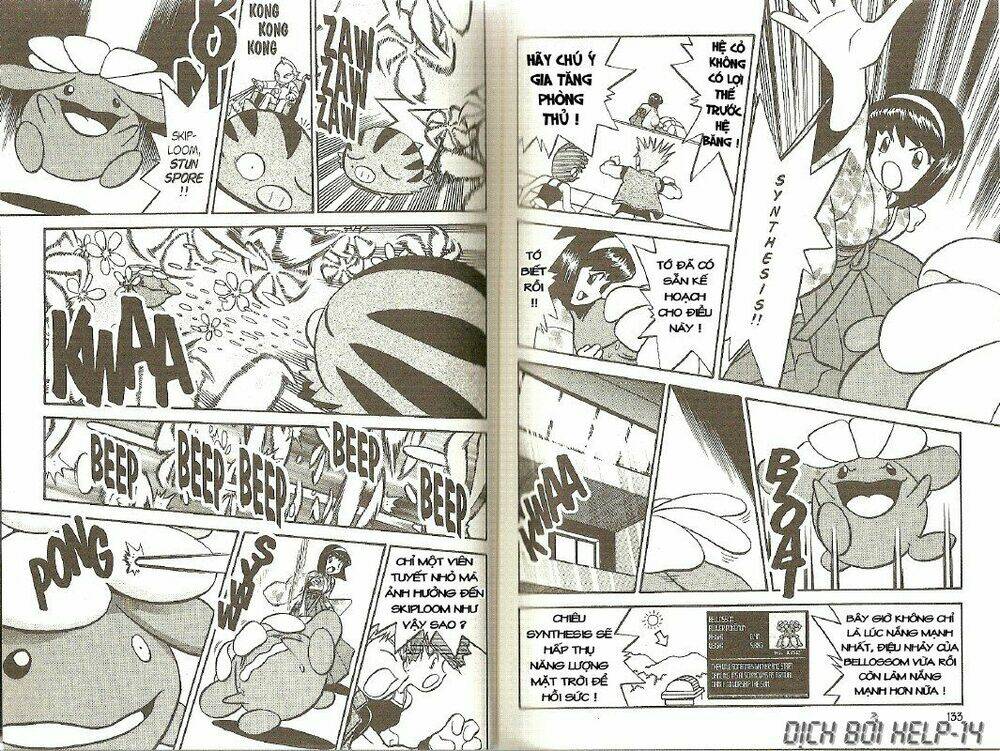 SYNTHESIS!!
HỆ CỎ
KHÔNG
CÓ LỢI
THẾ
TRƯỚC
HỆ
BĂNG !
HÃY CHÚ Ý
GIA TĂNG
PHÒNG
THỦ !
TỚ ĐÃ CÓ
SẴN KẾ
HOẠCH
CHO ĐIỀU
NÀY !
TỚ
BIẾT
RỒI
!!
BOA
KWAA
BÂY GIỜ KHÔNG CHỈ
LÀ LÚC NẮNG MẠNH
NHẤT, ĐIỆU NHẢY CỦA
BELLOSSOM VỪA RỒI
CÒN LÀM NẮNG
MẠNH HƠN NỮA !
BELLOSSOM
CHIÊU
SYNTHESIS SẼ
HẤP THỤ
NĂNG LƯỢNG
MẶT TRỜI ĐỂ
HỒI SỨC !
133
ZAW
ZAW
ZAW
KONG
KONG
KONG
SKIP-
LOOM,
STUN
SPORE
!!
KWAA
BEEP
BEEP
BEEP
BEEP
BEEP
CHỈ MỘT VIÊN
TUYẾT NHỎ MÀ
ẢNH HƯỞNG ĐẾN
SKIPLOOM NHƯ
VẬY SAO ?
PONG
DỊCH BỞI HELP-14